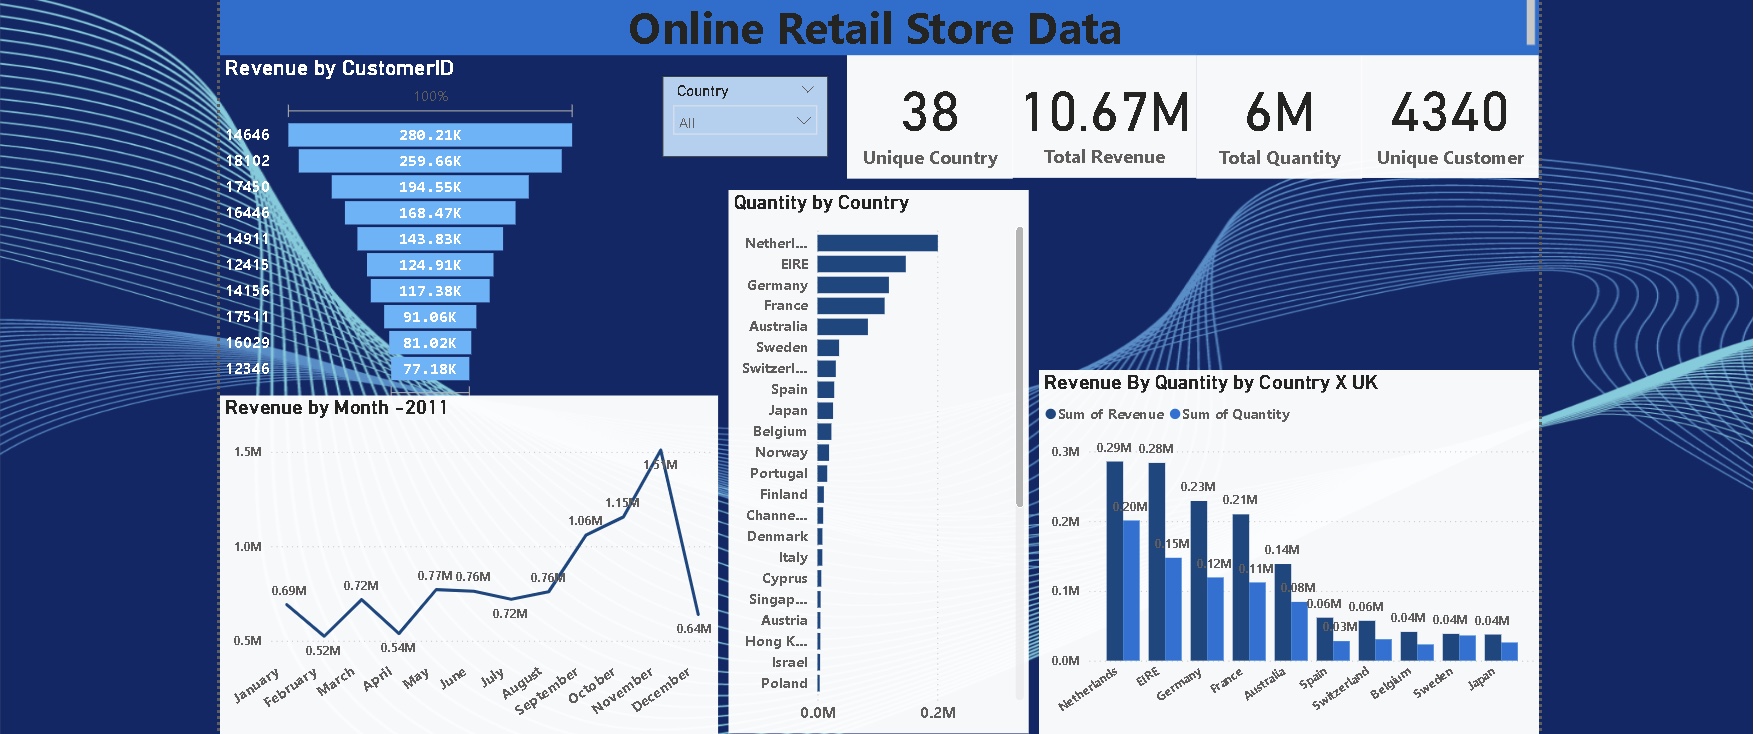 Online Retail Store Data
Revenue by CustomerID
100%
14646 280.21K
18102 259.66K
17450 194.55K
16446 168.47K
14911 143.83K
12415 124.91K
14156 117.38K
17511 91.06K
16029 81.02K
12346 77.18K
Country
All
38
Unique Country
10.67M
Total Revenue
6M
Total Quantity
4340
Unique Customer
Revenue by Month -2011
1.5M
1.0M
0.5M
0.69M
0.52M
0.72M
0.54M
0.77M
0.76M
0.72M
0.76M
1.06M
1.15M
1.51M
0.64M
January
February
March
April
May
June
July
August
September
October
November
December
Quantity by Country
Netherl...
EIRE
Germany
France
Australia
Sweden
Switzerl...
Spain
Japan
Belgium
Norway
Portugal
Finland
Channe...
Denmark
Italy
Cyprus
Singap...
Austria
Hong K...
Israel
Poland
0.0M 0.2M
Revenue By Quantity by Country X UK
Sum of Revenue Sum of Quantity
0.3M
0.2M
0.1M
0.0M
0.29M
0.20M
0.28M
0.15M
0.23M
0.12M
0.21M
0.11M
0.14M
0.08M
0.06M
0.03M
0.06M
0.04M
0.04M
0.04M
Netherlands
EIRE
Germany
France
Australia
Spain
Switzerland
Belgium
Sweden
Japan